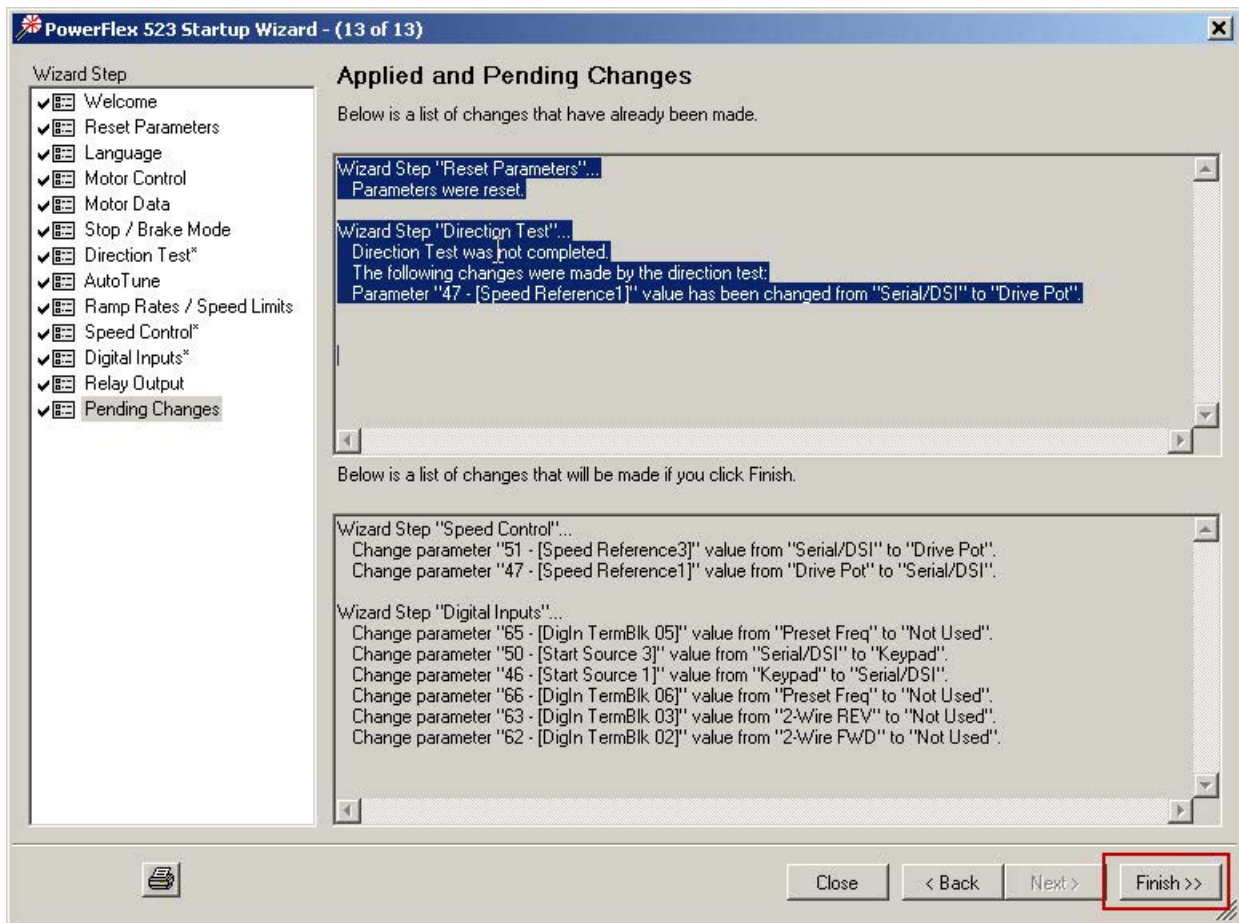 PowerFlex 523 Startup Wizard - (13 of 13)
Wizard Step
Welcome
Reset Parameters
Language
Motor Control
Motor Data
Stop / Brake Mode
Direction Test*
AutoTune
Ramp Rates / Speed Limits
Speed Control*
Digital Inputs*
Relay Output
Pending Changes
Applied and Pending Changes
Below is a list of changes that have already been made.
Wizard Step "Reset Parameters"...
Parameters were reset.
Wizard Step "Direction Test"...
Direction Test was not completed.
The following changes were made by the direction test:
Parameter "47 - [Speed Reference1]" value has been changed from "Serial/DSI" to "Drive Pot".
Below is a list of changes that will be made if you click Finish.
Wizard Step "Speed Control"...
Change parameter "51 - [Speed Reference3]" value from "Serial/DSI" to "Drive Pot".
Change parameter "47 - [Speed Reference1]" value from "Drive Pot" to "Serial/DSI".
Wizard Step "Digital Inputs"...
Change parameter "65 - [DigIn TermBlk 05]" value from "Preset Freq" to "Not Used".
Change parameter "50 - [Start Source 3]" value from "Serial/DSI" to "Keypad".
Change parameter "46 - [Start Source 1]" value from "Keypad" to "Serial/DSI".
Change parameter "66 - [DigIn TermBlk 06]" value from "Preset Freq" to "Not Used".
Change parameter "63 - [DigIn TermBlk 03]" value from "2-Wire REV" to "Not Used".
Change parameter "62 - [DigIn TermBlk 02]" value from "2-Wire FWD" to "Not Used".
Close
< Back
Next >
Finish >>